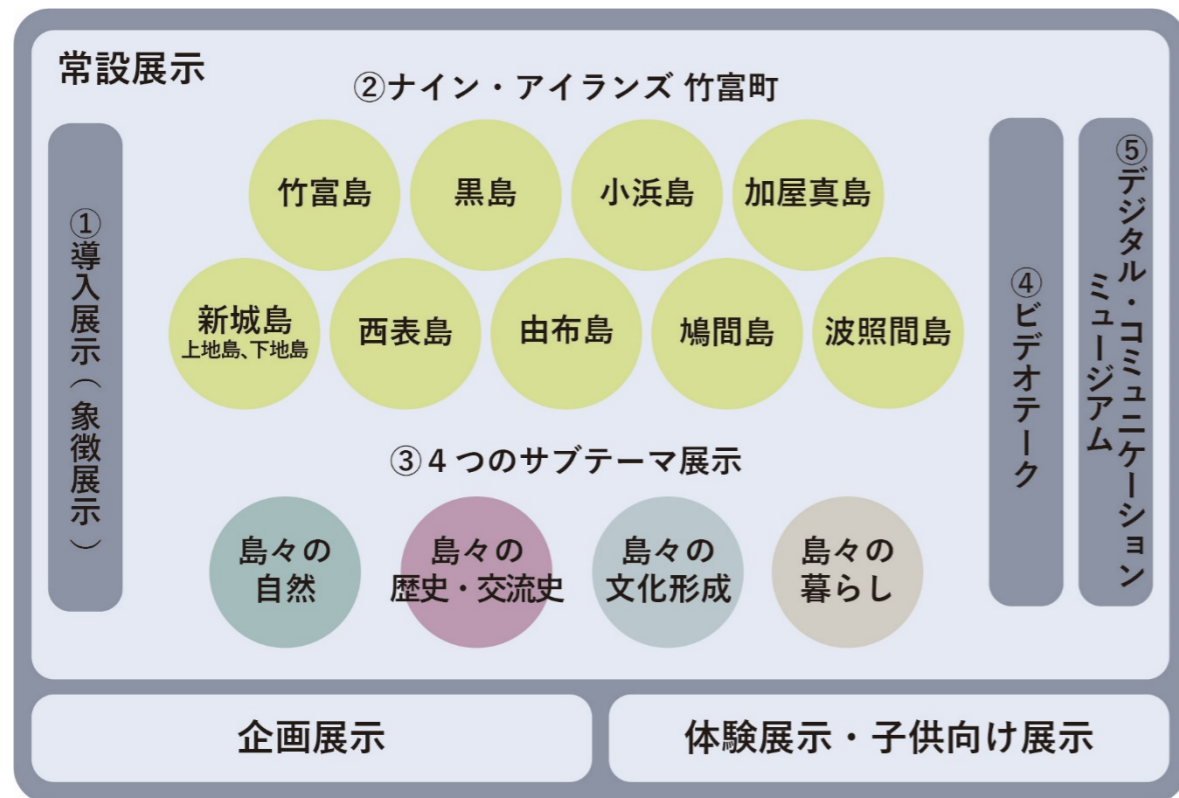 常設展示
②ナイン・アイランズ 竹富町
①導入展示（象徴展示）
竹富島
黒島
小浜島
加屋真島
新城島
上地島、下地島
西表島
由布島
鳩間島
波照間島
③４つのサブテーマ展示
島々の
自然
島々の
歴史・交流史
島々の
文化形成
島々の
暮らし
④ビデオテーク
⑤デジタル・コミュニケーション
ミュージアム
企画展示
体験展示・子供向け展示